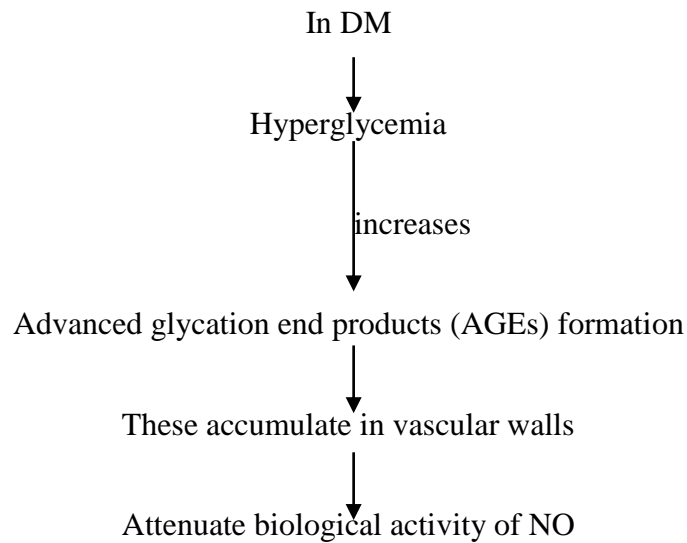 In DM
Hyperglycemia
increases
Advanced glycation end products (AGEs) formation
These accumulate in vascular walls
Attenuate biological activity of NO